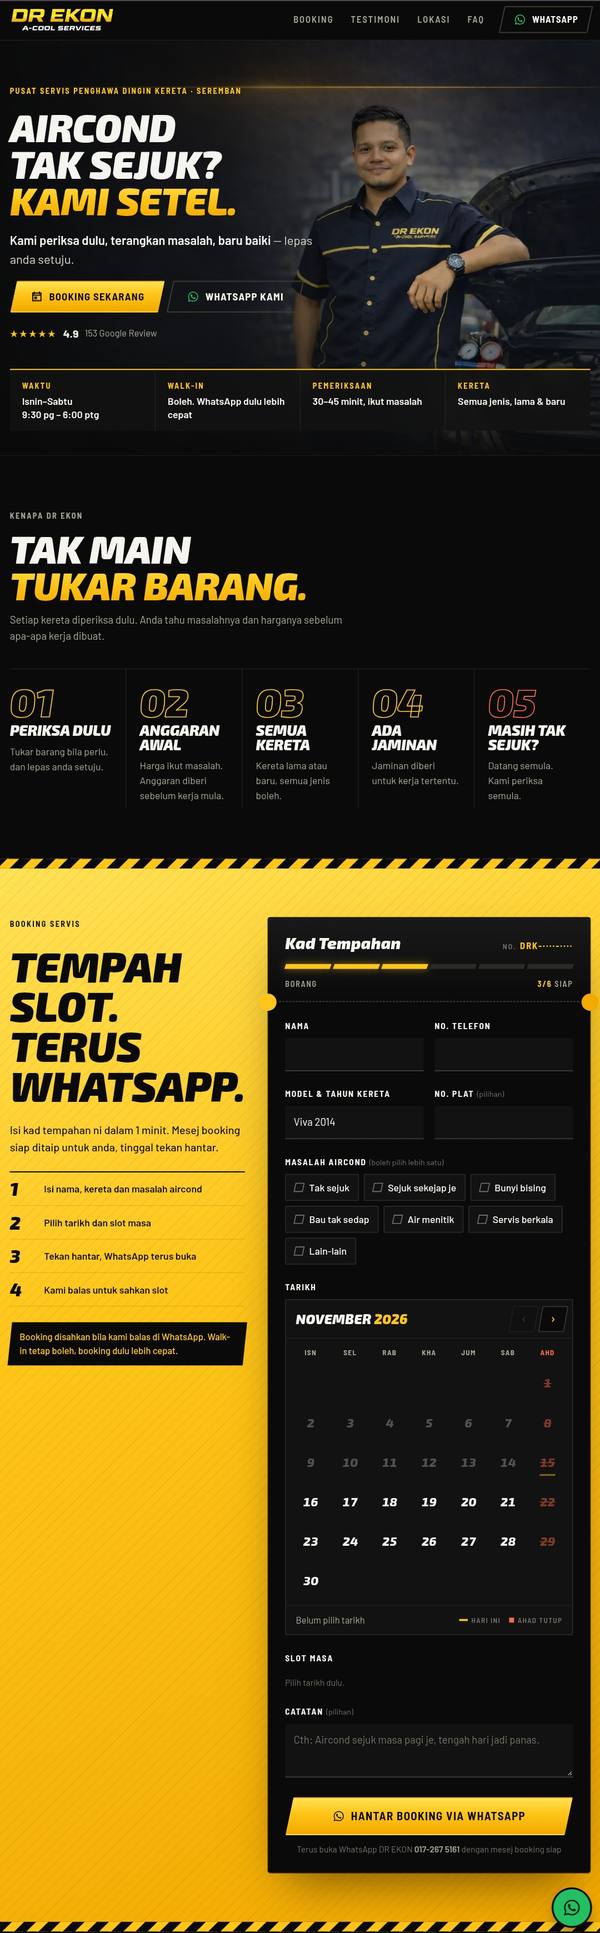 DR EKON
A-COOL SERVICES
BOOKING
TESTIMONI
LOKASI
FAQ
WHATSAPP
PUSAT SERVIS PENGHAWA DINGIN KERETA · SEREMBAN
AIRCOND
TAK SEJUK?
KAMI SETEL.
Kami periksa dulu, terangkan masalah, baru baiki — lepas
anda setuju.
BOOKING SEKARANG
WHATSAPP KAMI
★★★★★ 4.9 153 Google Review
DR EKON
A-COOL SERVICES
WAKTU
Isnin–Sabtu
9:30 pg – 6:00 ptg
WALK-IN
Boleh. WhatsApp dulu lebih
cepat
PEMERIKSAAN
30–45 minit, ikut masalah
KERETA
Semua jenis, lama & baru
KENAPA DR EKON
TAK MAIN
TUKAR BARANG.
Setiap kereta diperiksa dulu. Anda tahu masalahnya dan harganya sebelum
apa-apa kerja dibuat.
01
PERIKSA DULU
Tukar barang bila perlu,
dan lepas anda setuju.
02
ANGGARAN
AWAL
Harga ikut masalah.
Anggaran diberi
sebelum kerja mula.
03
SEMUA
KERETA
Kereta lama atau
baru, semua jenis
boleh.
04
ADA
JAMINAN
Jaminan diberi
untuk kerja tertentu.
05
MASIH TAK
SEJUK?
Datang semula.
Kami periksa
semula.
BOOKING SERVIS
TEMPAH
SLOT.
TERUS
WHATSAPP.
Isi kad tempahan ni dalam 1 minit. Mesej booking
siap ditaip untuk anda, tinggal tekan hantar.
1 Isi nama, kereta dan masalah aircond
2 Pilih tarikh dan slot masa
3 Tekan hantar, WhatsApp terus buka
4 Kami balas untuk sahkan slot
Booking disahkan bila kami balas di WhatsApp. Walk-
in tetap boleh, booking dulu lebih cepat.
Kad Tempahan
NO. DRK-
BORANG
3/6 SIAP
NAMA
NO. TELEFON
MODEL & TAHUN KERETA
NO. PLAT (pilihan)
Viva 2014
MASALAH AIRCOND (boleh pilih lebih satu)
Tak sejuk
Sejuk sekejap je
Bunyi bising
Bau tak sedap
Air menitik
Servis berkala
Lain-lain
TARIKH
NOVEMBER 2026
‹ ›
ISN SEL RAB KHA JUM SAB AHD
1
2 3 4 5 6 7 8
9 10 11 12 13 14 15
16 17 18 19 20 21 22
23 24 25 26 27 28 29
30
Belum pilih tarikh
HARI INI
AHAD TUTUP
SLOT MASA
Pilih tarikh dulu.
CATATAN (pilihan)
Cth: Aircond sejuk masa pagi je, tengah hari jadi panas.
HANTAR BOOKING VIA WHATSAPP
Terus buka WhatsApp DR EKON 017-267 5161 dengan mesej booking siap